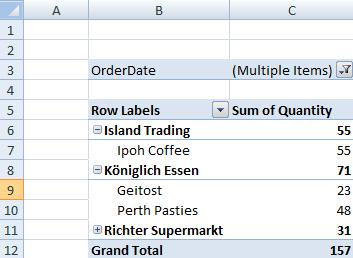 A B C
1
2
3 OrderDate (Multiple Items)
4
5 Row Labels Sum of Quantity
6 Island Trading 55
7 Ipoh Coffee 55
8 Königlich Essen 71
9 Geitost 23
10 Perth Pasties 48
11 Richter Supermarkt 31
12 Grand Total 157